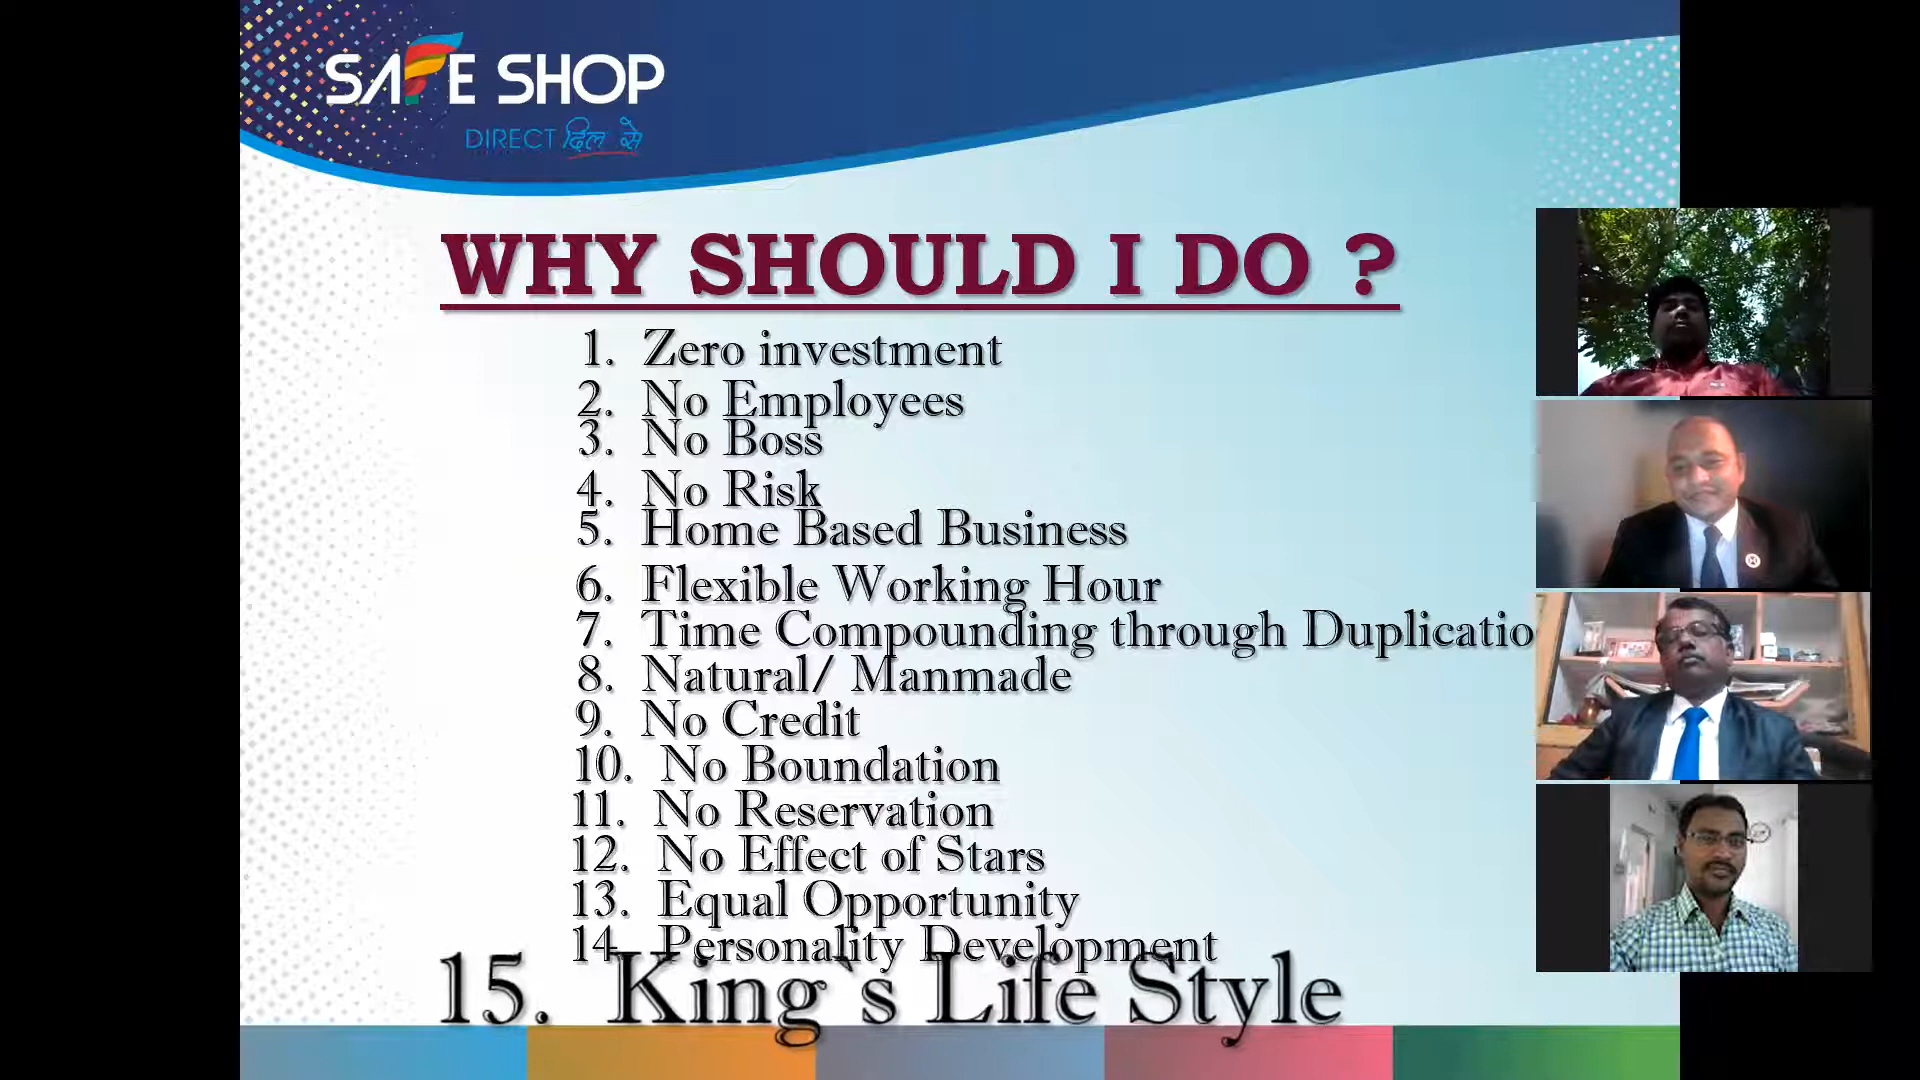 SAFE SHOP
DIRECT दिल से
WHY SHOULD I DO ?
1. Zero investment
2. No Employees
3. No Boss
4. No Risk
5. Home Based Business
6. Flexible Working Hour
7. Time Compounding through Duplicatio
8. Natural/ Manmade
9. No Credit
10. No Boundation
11. No Reservation
12. No Effect of Stars
13. Equal Opportunity
14. Personality Development
15. King`s Life Style